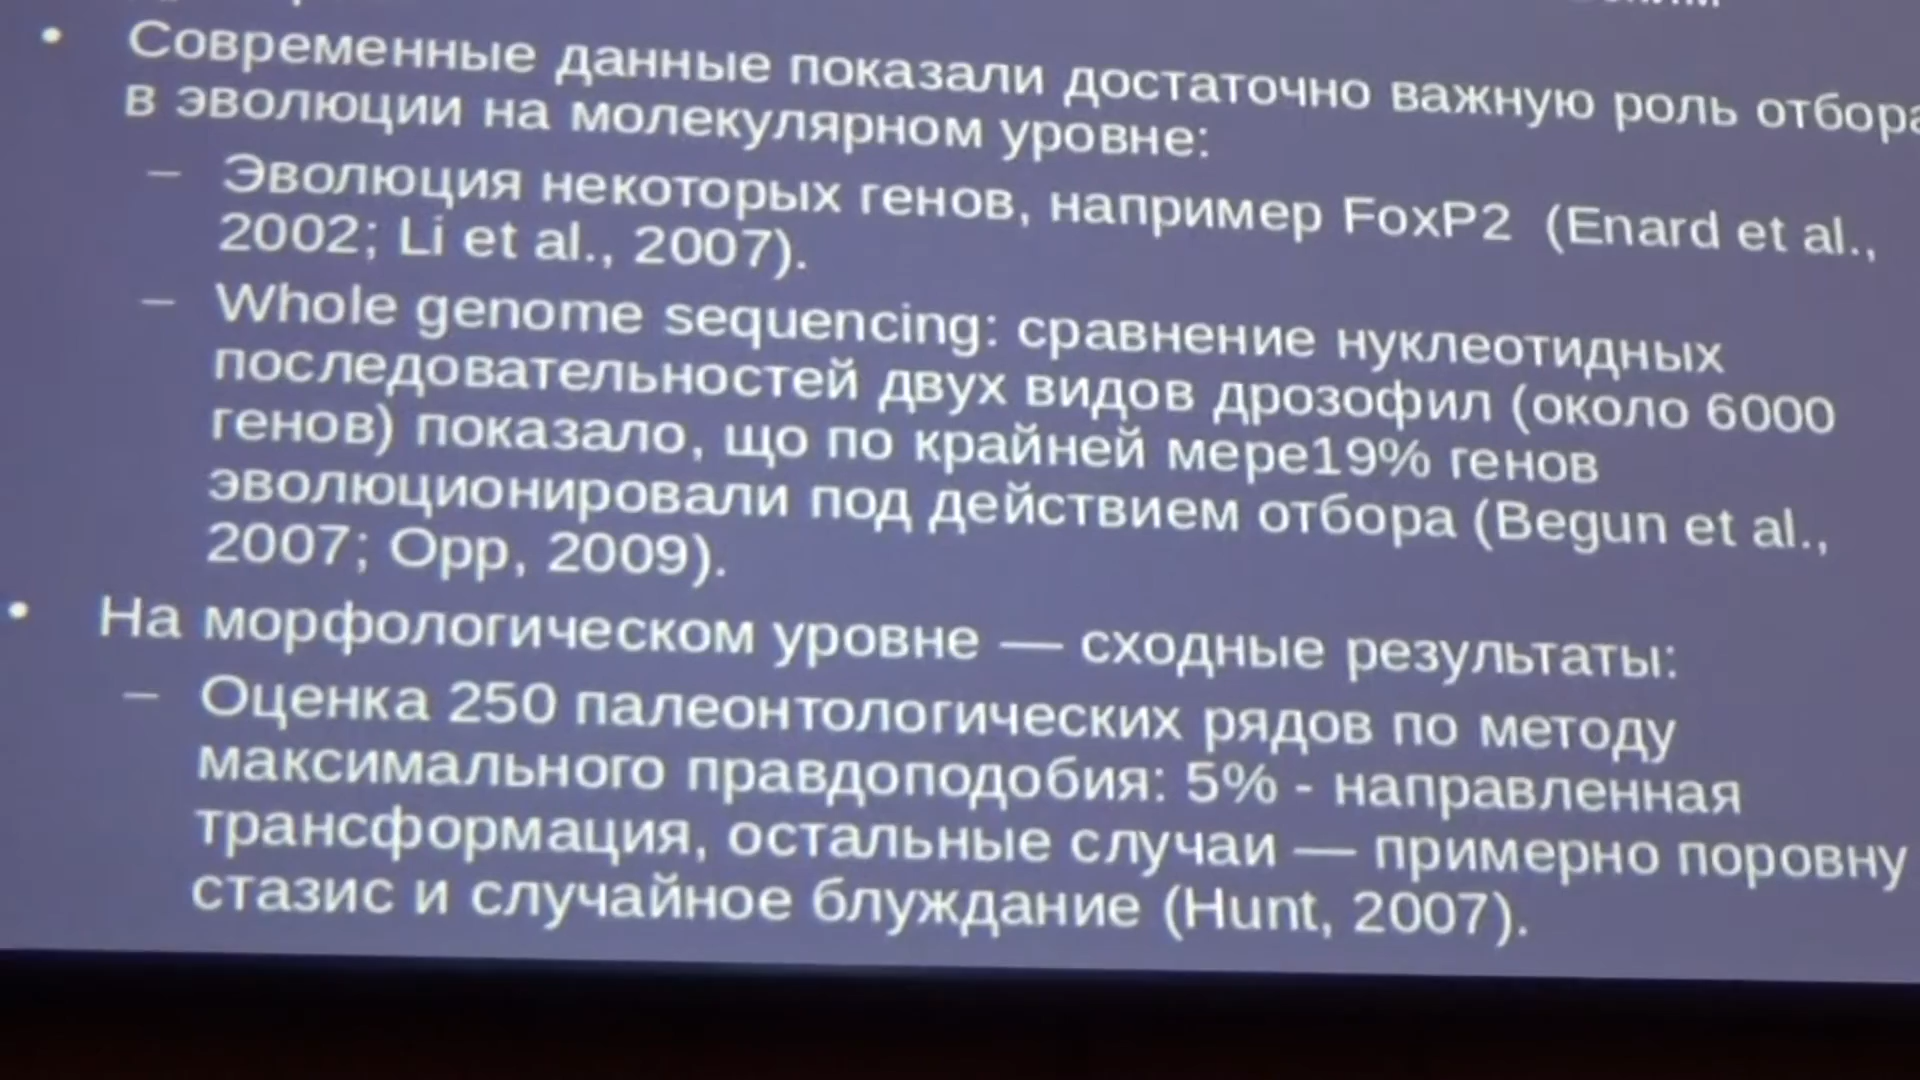 • Современные данные показали достаточно важную роль отбора
в эволюции на молекулярном уровне:
– Эволюция некоторых генов, например FoxP2 (Enard et al.,
2002; Li et al., 2007).
– Whole genome sequencing: сравнение нуклеотидных
последовательностей двух видов дрозофил (около 6000
генов) показало, що по крайней мере19% генов
эволюционировали под действием отбора (Begun et al.,
2007; Opp, 2009).
• На морфологическом уровне — сходные результаты:
– Оценка 250 палеонтологических рядов по методу
максимального правдоподобия: 5% - направленная
трансформация, остальные случаи — примерно поровну
стазис и случайное блуждание (Hunt, 2007).